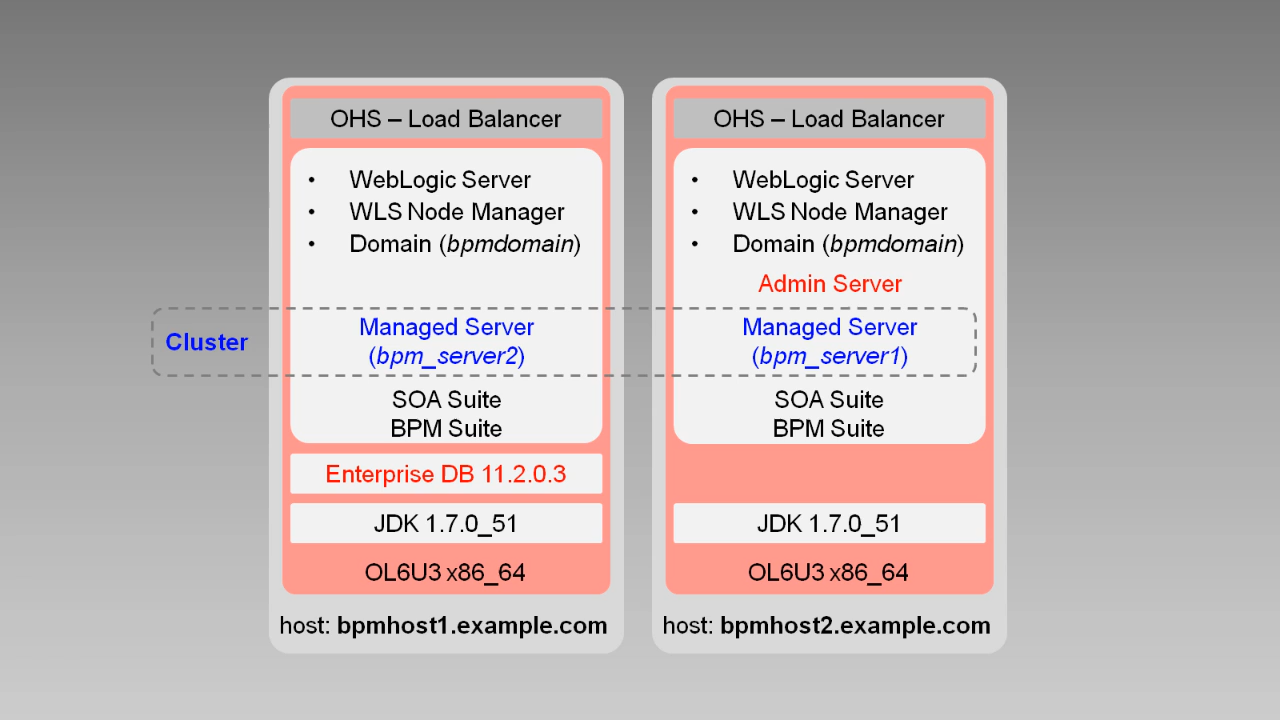 OHS – Load Balancer
• WebLogic Server
• WLS Node Manager
• Domain (bpmdomain)
Cluster
Managed Server
(bpm_server2)
SOA Suite
BPM Suite
Enterprise DB 11.2.0.3
JDK 1.7.0_51
OL6U3 x86_64
host: bpmhost1.example.com
OHS – Load Balancer
• WebLogic Server
• WLS Node Manager
• Domain (bpmdomain)
Admin Server
Managed Server
(bpm_server1)
SOA Suite
BPM Suite
JDK 1.7.0_51
OL6U3 x86_64
host: bpmhost2.example.com